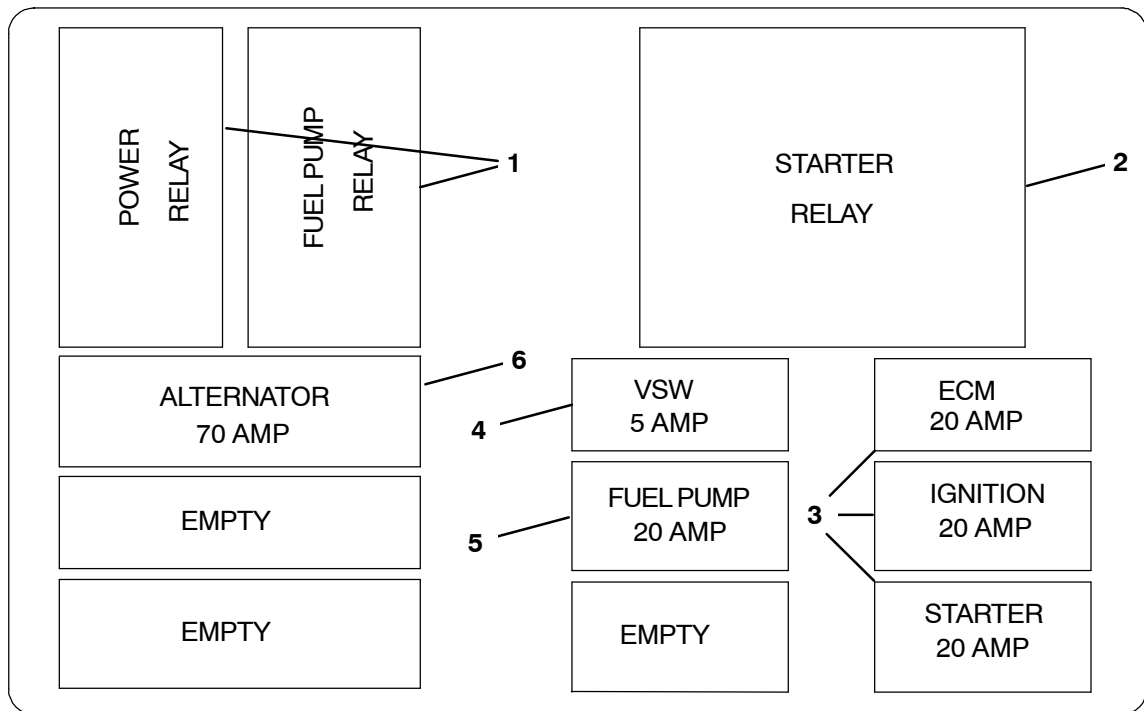 POWER
RELAY
FUEL PUMP
RELAY
1
STARTER
RELAY
2
ALTERNATOR
70 AMP
6
4
VSW
5 AMP
ECM
20 AMP
EMPTY
5
FUEL PUMP
20 AMP
3
IGNITION
20 AMP
EMPTY
EMPTY
STARTER
20 AMP